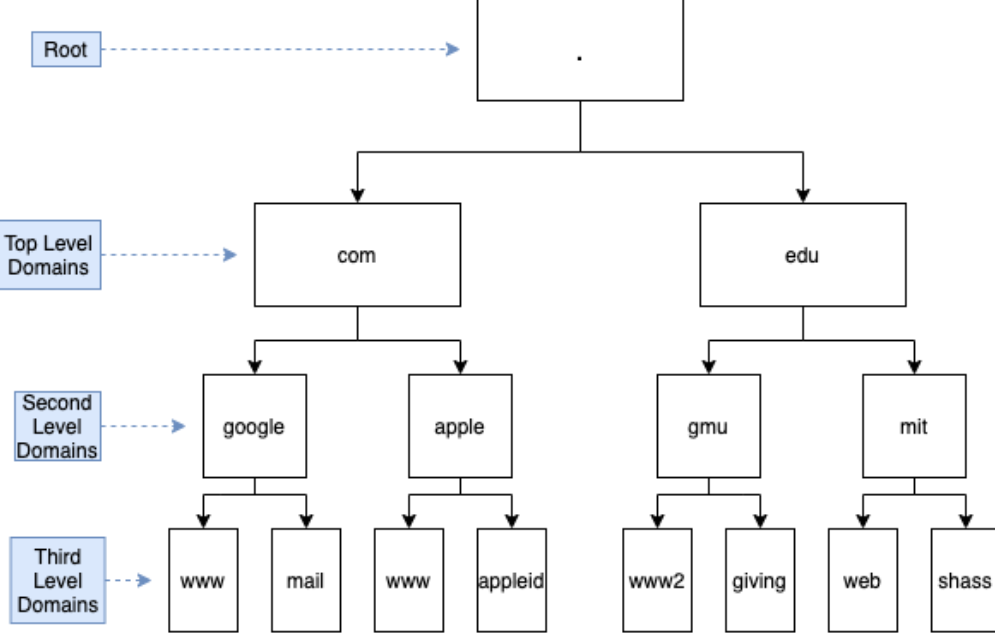 Root
.
Top Level
Domains
com
edu
Second
Level
Domains
google
apple
gmu
mit
Third
Level
Domains
www
mail
www
appleid
www2
giving
web
shass